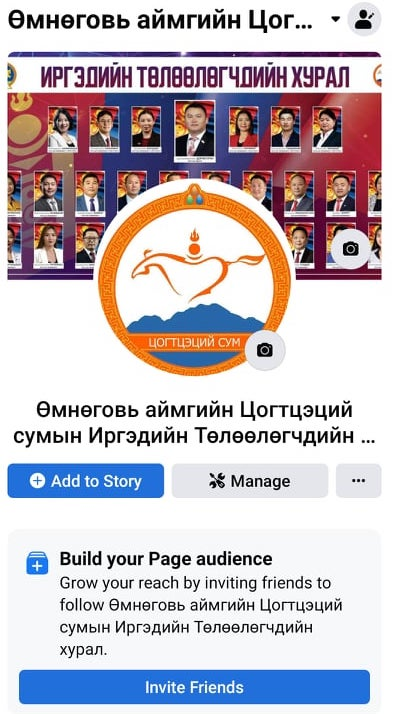 Өмнөговь аймгийн Цог...
ИРГЭДИЙН ТӨЛӨӨЛӨГЧДИЙН ХУРАЛ
ЦОГТЦЭЦИЙ СУМ
Өмнөговь аймгийн Цогтцэций
сумын Иргэдийн Төлөөлөгчдийн ...
Add to Story
Manage
Build your Page audience
Grow your reach by inviting friends to
follow Өмнөговь аймгийн Цогтцэций
сумын Иргэдийн Төлөөлөгчдийн
хурал.
Invite Friends